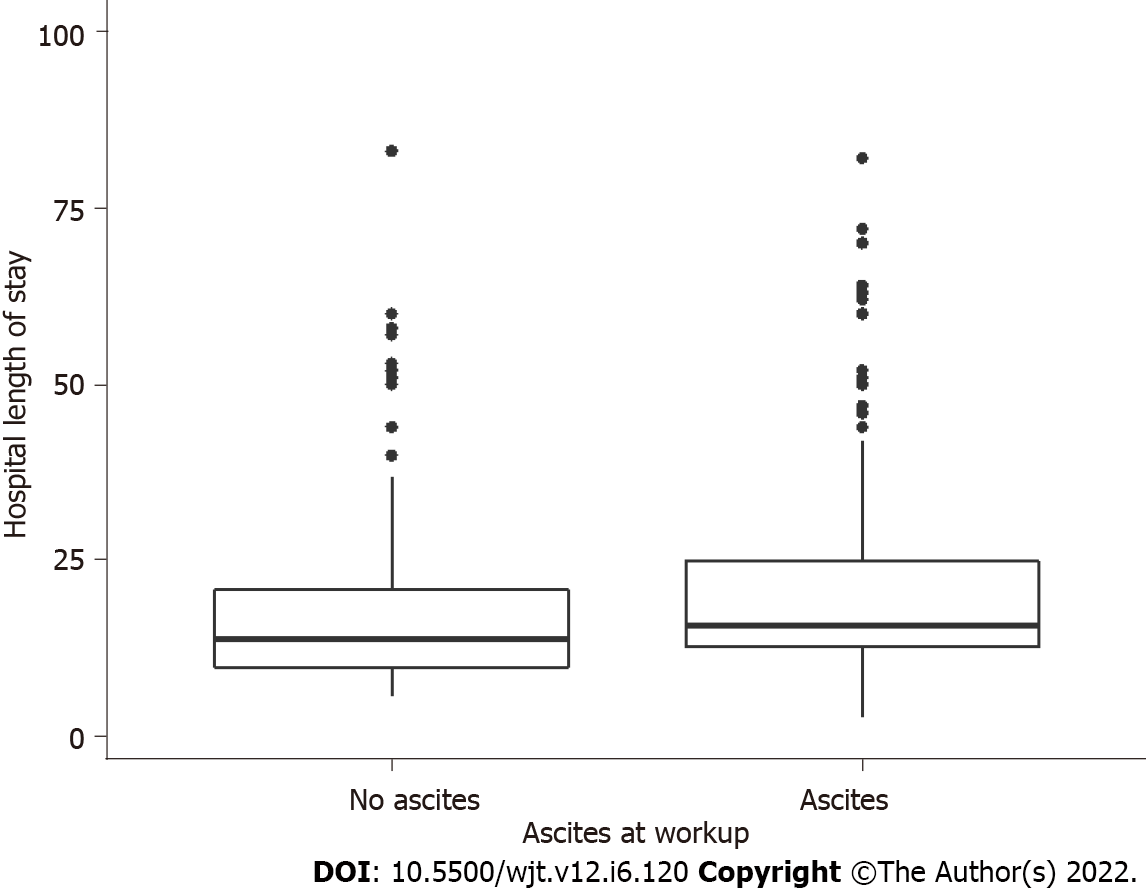 100
75
50
25
0
Hospital length of stay
No ascites
Ascites
Ascites at workup
DOI: 10.5500/wjt.v12.i6.120 Copyright ©The Author(s) 2022.